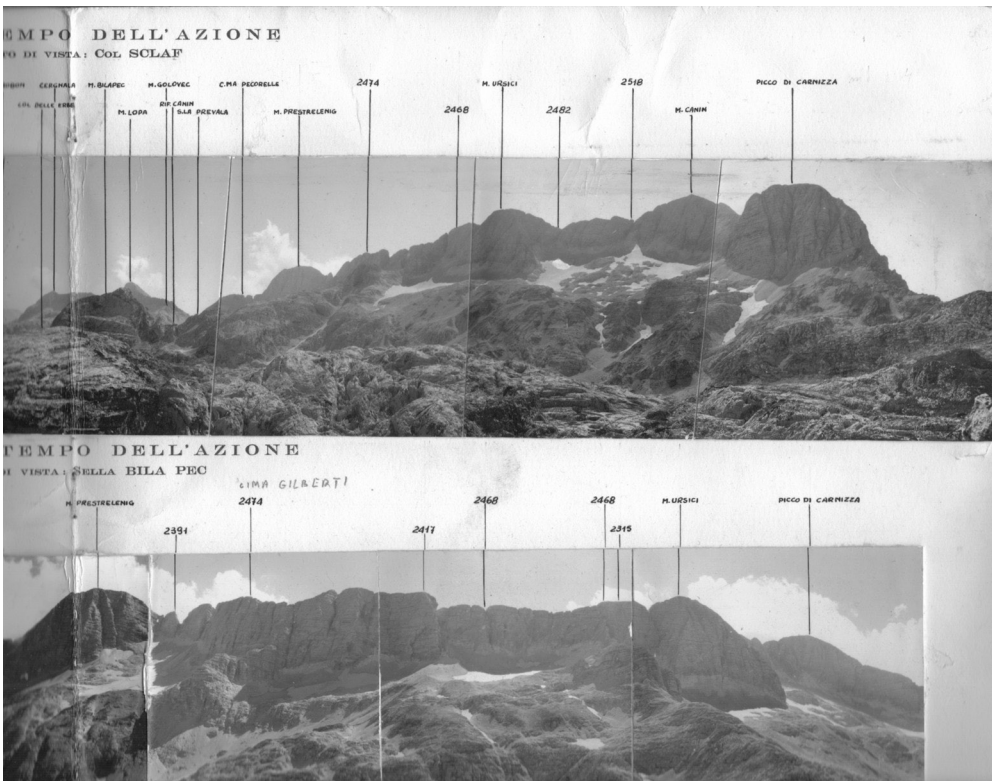 EMPO DELL'AZIONE
TO DI VISTA: COL SCLAF
CERGNALA M. BILAPEC M. GOLOVEC C.MA PECORELLE 2474 M. URSICI 2518 PICCO DI CARNIZZA
COL DELLE ERBE M. LOPA RIF. CANIN S.LA PREVALA M. PRESTRELENIG 2468 2482 M. CANIN
TEMPO DELL'AZIONE
DI VISTA: SELLA BILA PEC
CIMA GILBERTI
M. PRESTRELENIG 2474 2468 2468 M. URSICI PICCO DI CARNIZZA
2391 2417 2315